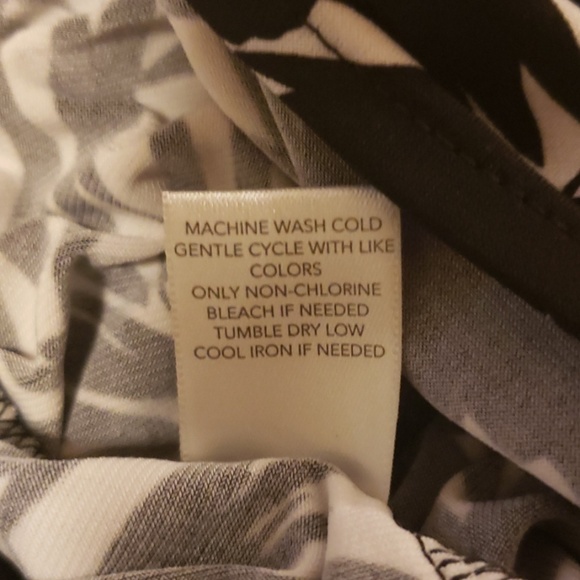 MACHINE WASH COLD
GENTLE CYCLE WITH LIKE
COLORS
ONLY NON-CHLORINE
BLEACH IF NEEDED
TUMBLE DRY LOW
COOL IRON IF NEEDED